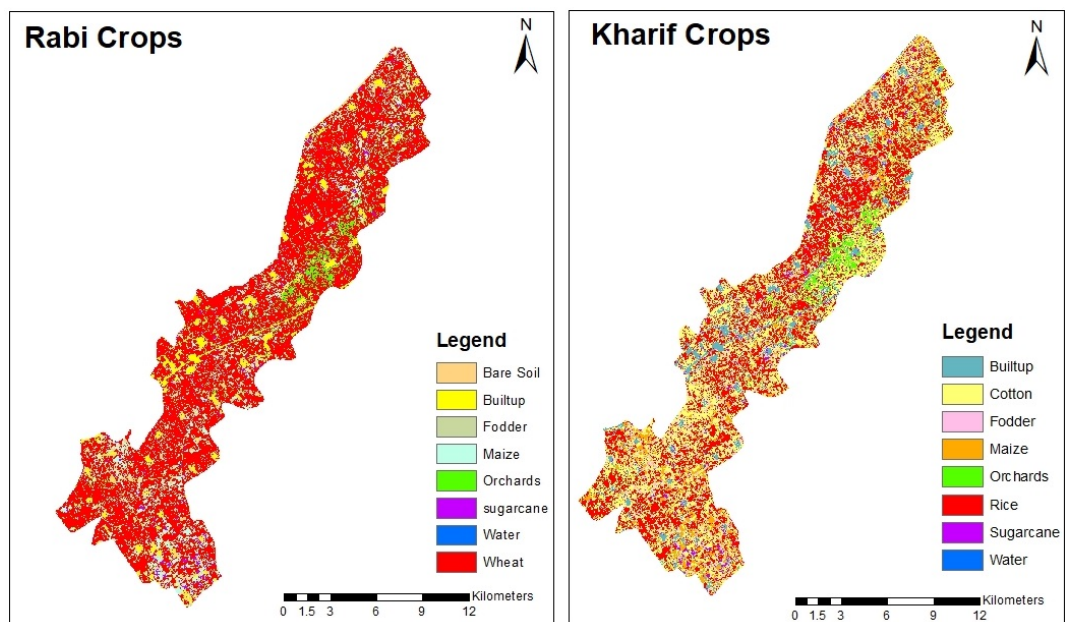 Rabi Crops
N
Legend
Bare Soil
Builtup
Fodder
Maize
Orchards
sugarcane
Water
Wheat
Kilometers
0 1.5 3 6 9 12
Kharif Crops
N
Legend
Builtup
Cotton
Fodder
Maize
Orchards
Rice
Sugarcane
Water
Kilometers
0 1.5 3 6 9 12